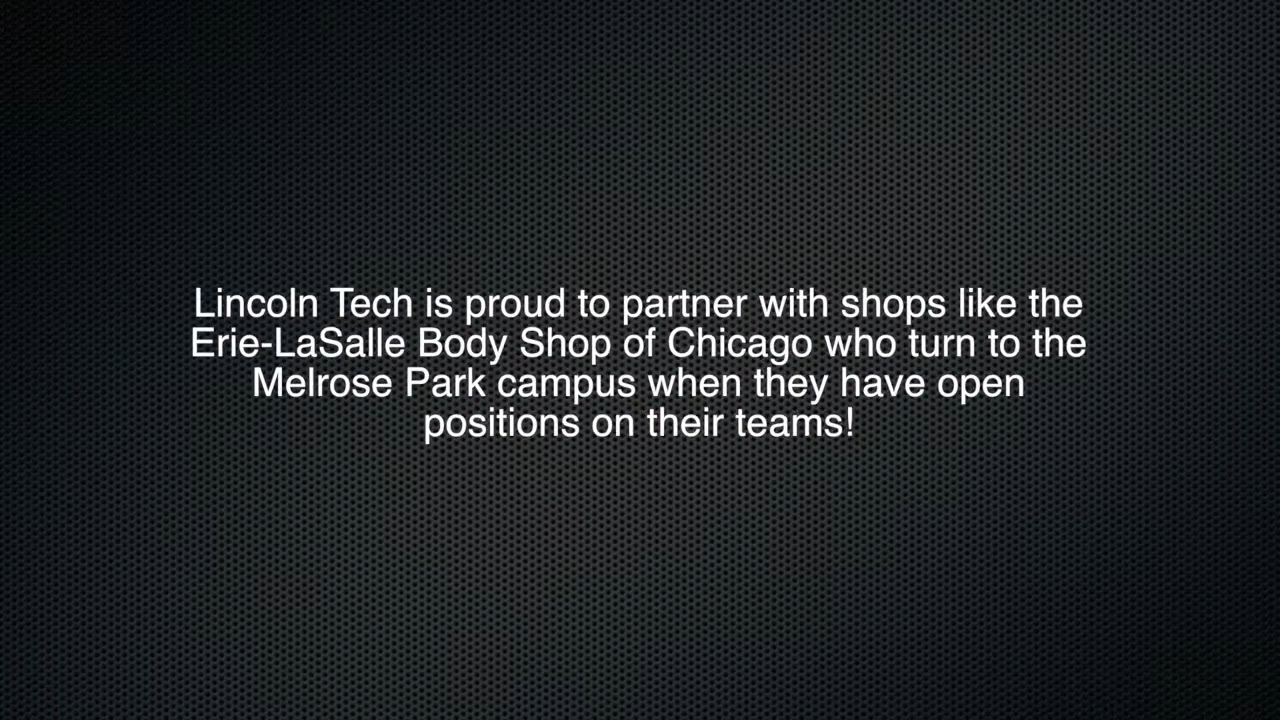 Lincoln Tech is proud to partner with shops like the
Erie-LaSalle Body Shop of Chicago who turn to the
Melrose Park campus when they have open
positions on their teams!